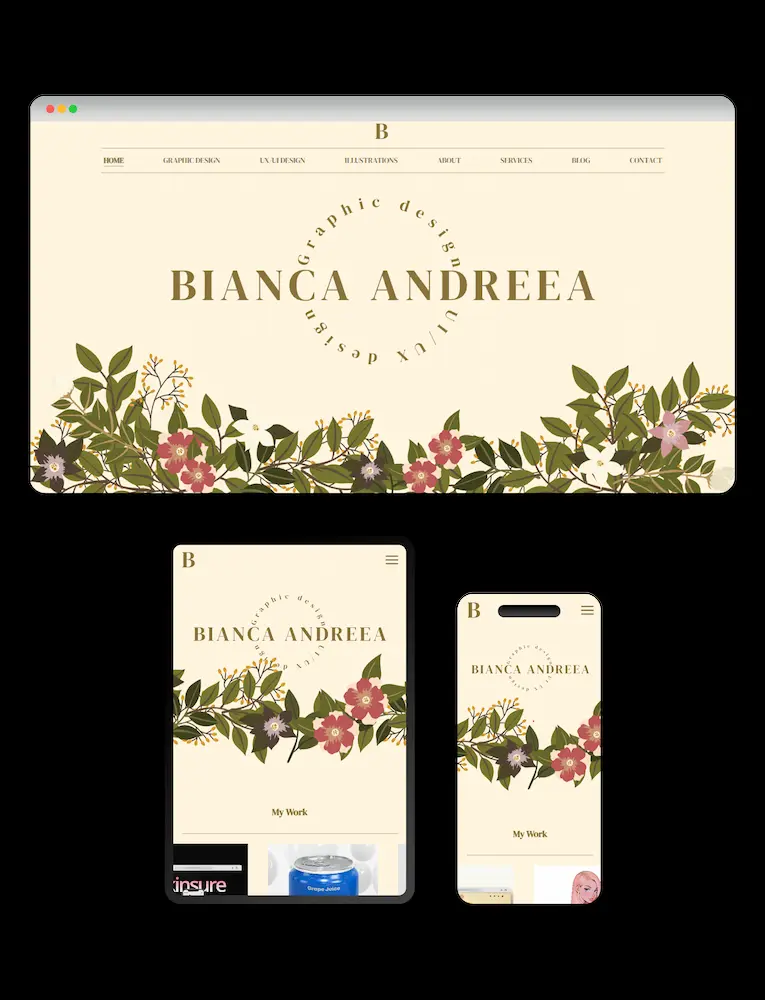 B
HOME GRAPHIC DESIGN UX-UI DESIGN ILLUSTRATIONS ABOUT SERVICES BLOG CONTACT
Graphic design
BIANCA ANDREEA
UI/UX design
B
Graphic design
BIANCA ANDREEA
UI/UX design
My Work
kinsure
Grape Juice
B
Graphic design
BIANCA ANDREEA
UI UX design
My Work